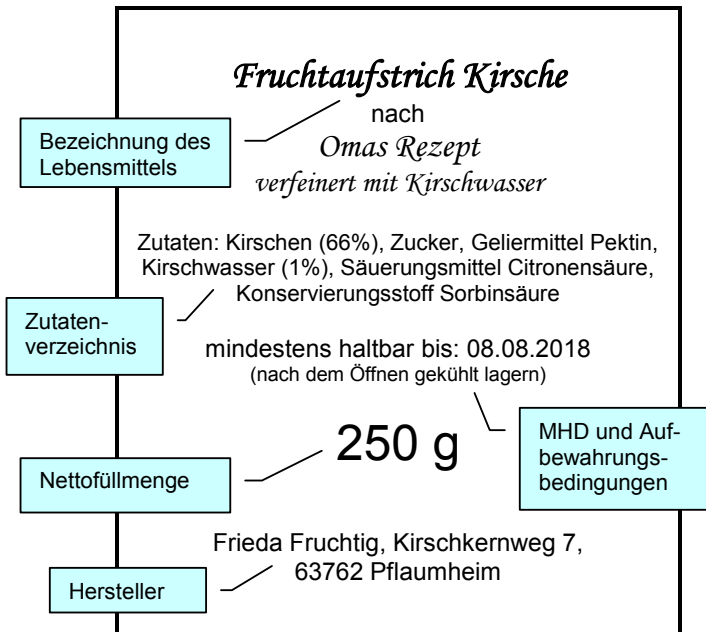 Fruchtaufstrich Kirsche
nach
Omas Rezept
verfeinert mit Kirschwasser
Bezeichnung des
Lebensmittels
Zutaten: Kirschen (66%), Zucker, Geliermittel Pektin,
Kirschwasser (1%), Säuerungsmittel Citronensäure,
Konservierungsstoff Sorbinsäure
Zutaten-
verzeichnis
mindestens haltbar bis: 08.08.2018
(nach dem Öffnen gekühlt lagern)
MHD und Auf-
bewahrungs-
bedingungen
250 g
Nettofüllmenge
Frieda Fruchtig, Kirschkernweg 7,
63762 Pflaumheim
Hersteller